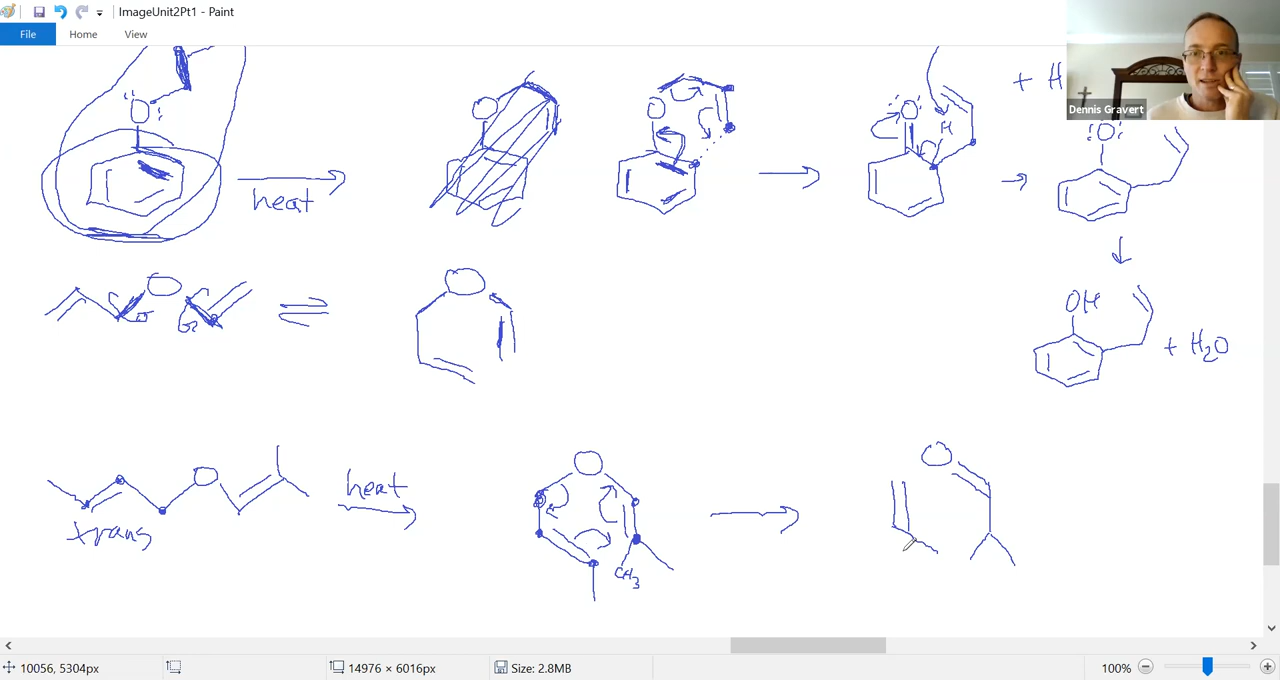 ImageUnit2Pt1 - Paint
File Home View
Dennis Gravert
+ H
:O: O O :O: H :O:
heat
O O
σ σ
OH
+ H2O
O
heat
O
O
trans
CH3
10056, 5304px 14976 × 6016px Size: 2.8MB 100%